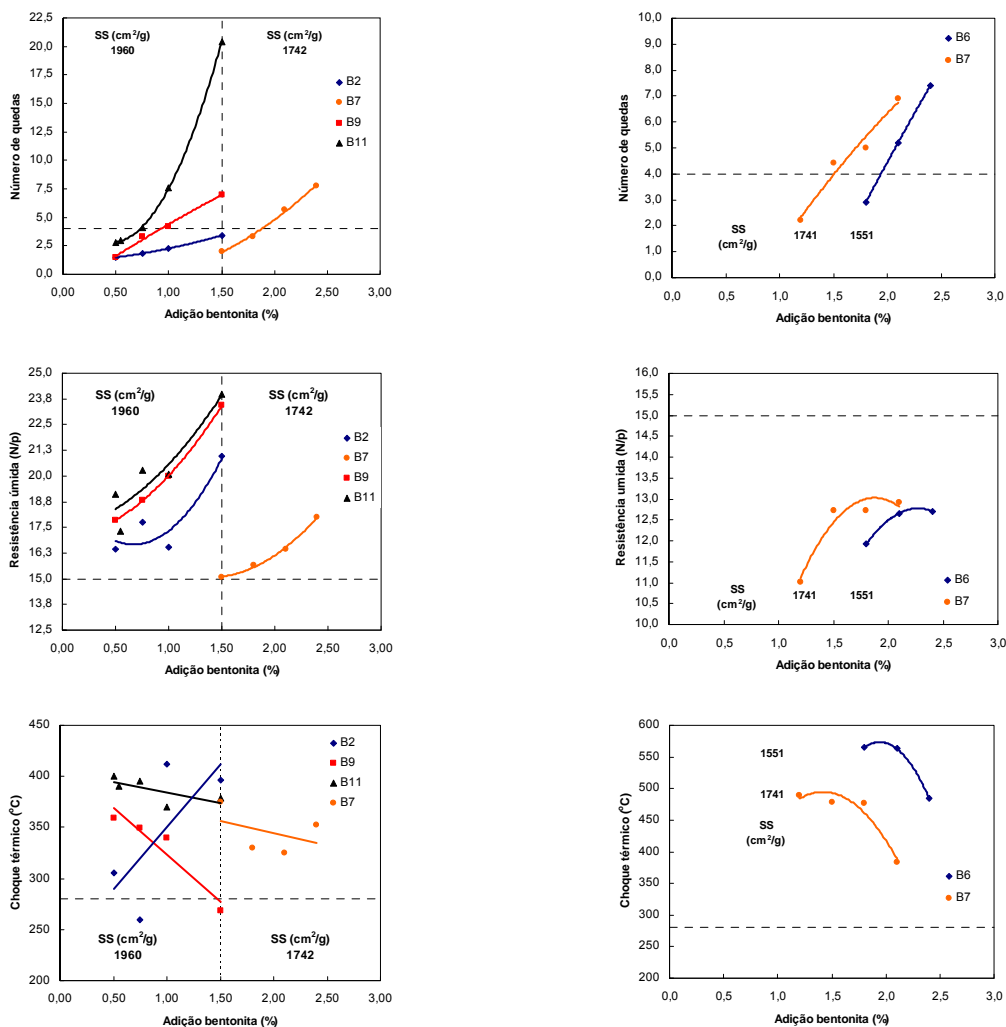 22,5
20,0
17,5
15,0
12,5
10,0
7,5
5,0
2,5
0,0
Número de quedas
SS (cm²/g)
1960
SS (cm²/g)
1742
B2
B7
B9
B11
0,00 0,50 1,00 1,50 2,00 2,50 3,00
Adição bentonita (%)
10,0
9,0
8,0
7,0
6,0
5,0
4,0
3,0
2,0
1,0
0,0
Número de quedas
B6
B7
SS
(cm²/g)
1741 1551
0,0 0,5 1,0 1,5 2,0 2,5 3,0
Adição bentonita (%)
25,0
23,8
22,5
21,3
20,0
18,8
17,5
16,3
15,0
13,8
12,5
Resistência úmida (N/p)
SS (cm²/g)
1960
SS (cm²/g)
1742
B2
B7
B9
B11
0,00 0,50 1,00 1,50 2,00 2,50 3,00
Adição bentonita (%)
16,0
15,5
15,0
14,5
14,0
13,5
13,0
12,5
12,0
11,5
11,0
10,5
10,0
Resistência umida (N/p)
SS
(cm²/g)
1741 1551
B6
B7
0,0 0,5 1,0 1,5 2,0 2,5 3,0
Adição bentonita (%)
450
400
350
300
250
200
Choque térmico (°C)
B2
B9
B11
B7
SS (cm²/g)
1960
SS (cm²/g)
1742
0,00 0,50 1,00 1,50 2,00 2,50 3,00
Adição bentonita (%)
600
550
500
450
400
350
300
250
200
Choque térmico (°C)
1551
1741
SS
(cm²/g)
B6
B7
0,0 0,5 1,0 1,5 2,0 2,5 3,0
Adição bentonita (%)